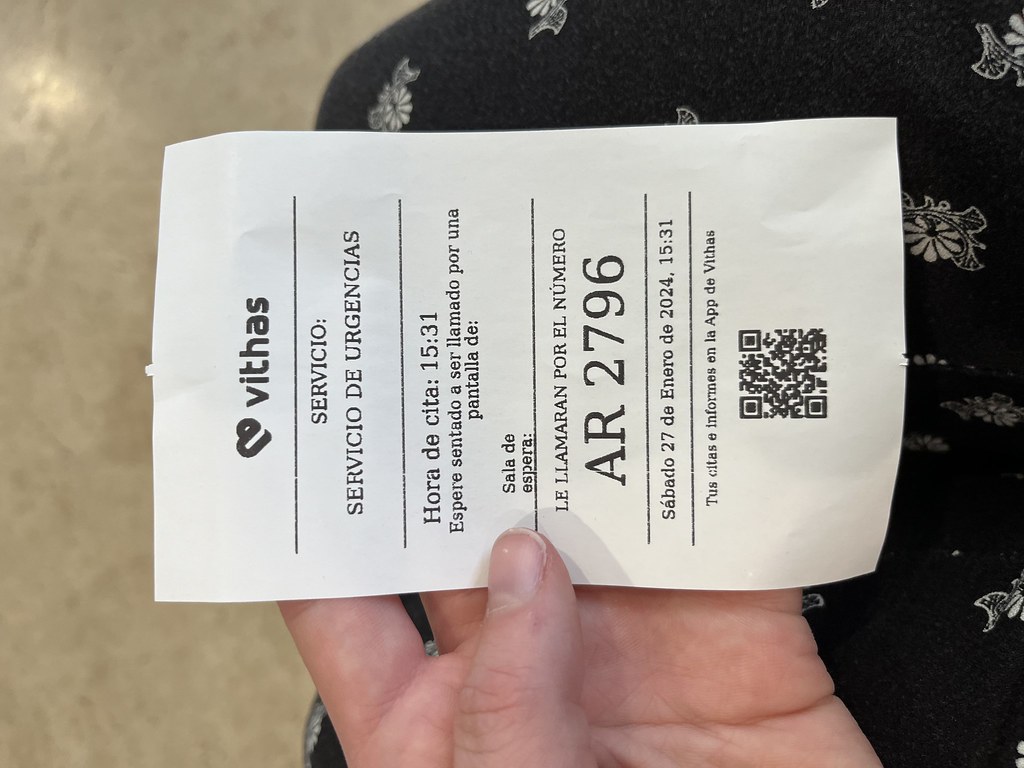 vithas
SERVICIO:
SERVICIO DE URGENCIAS
Hora de cita: 15:31
Espere sentado a ser llamado por una
pantalla de:
Sala de
espera:
LE LLAMARAN POR EL NÚMERO
AR 2796
Sábado 27 de Enero de 2024, 15:31
Tus citas e informes en la App de Vithas